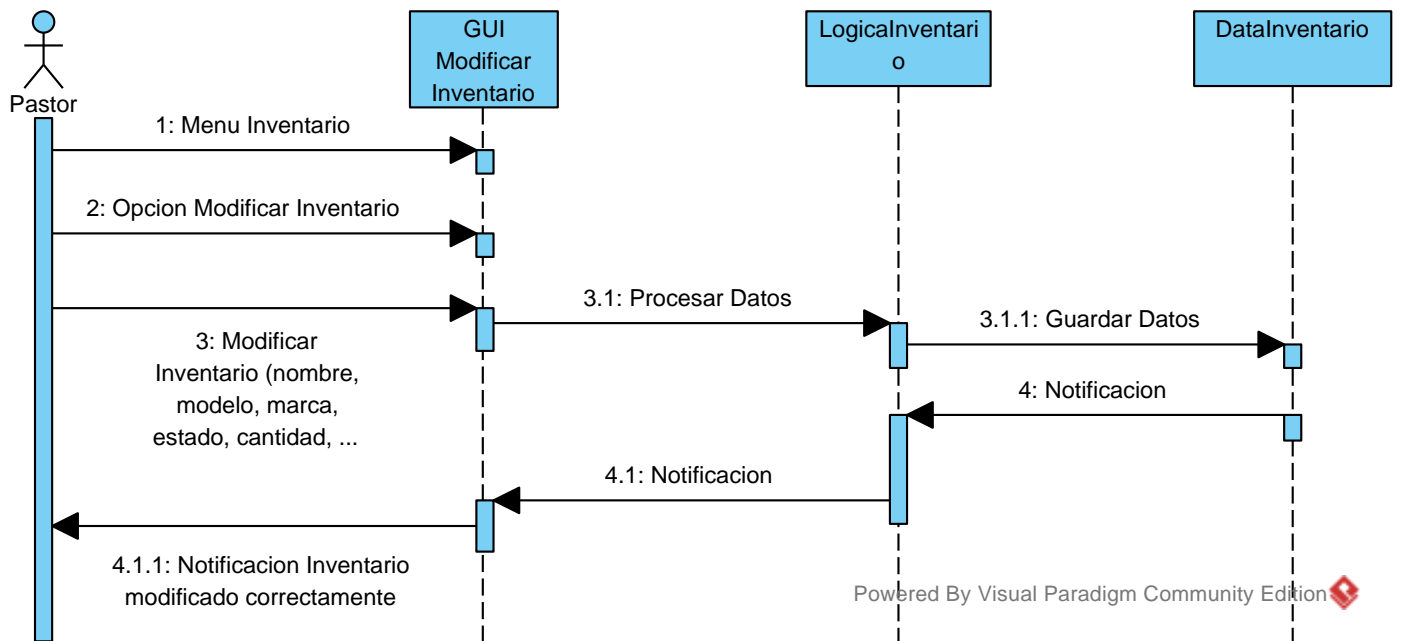 Pastor
GUI
Modificar
Inventario
LogicaInventari
o
DataInventario
1: Menu Inventario
2: Opcion Modificar Inventario
3: Modificar
Inventario (nombre,
modelo, marca,
estado, cantidad, ...
3.1: Procesar Datos
3.1.1: Guardar Datos
4: Notificacion
4.1: Notificacion
4.1.1: Notificacion Inventario
modificado correctamente
Powered By Visual Paradigm Community Edition